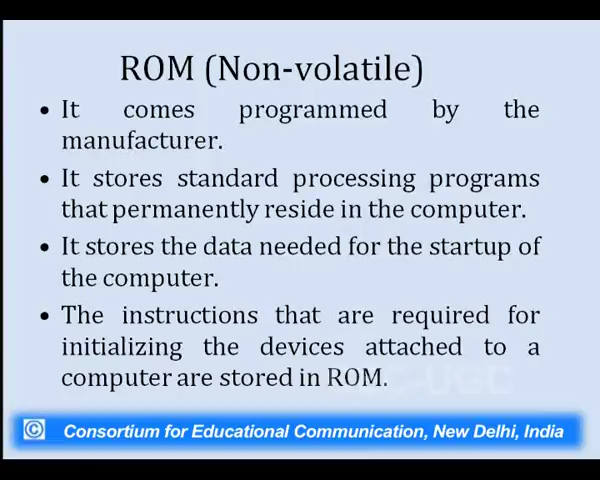 ROM (Non-volatile)
• It comes programmed by the
manufacturer.
• It stores standard processing programs
that permanently reside in the computer.
• It stores the data needed for the startup of
the computer.
• The instructions that are required for
initializing the devices attached to a
computer are stored in ROM.
© Consortium for Educational Communication, New Delhi, India